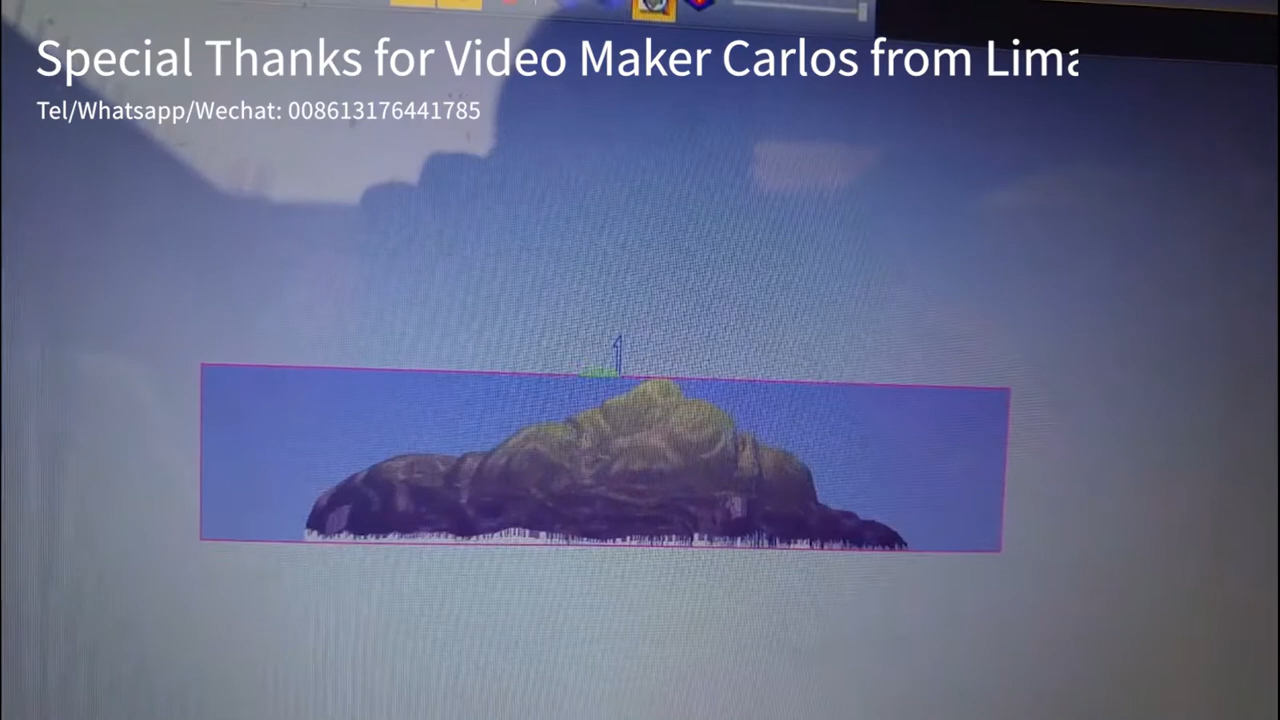 Special Thanks for Video Maker Carlos from Lima
Tel/Whatsapp/Wechat: 008613176441785